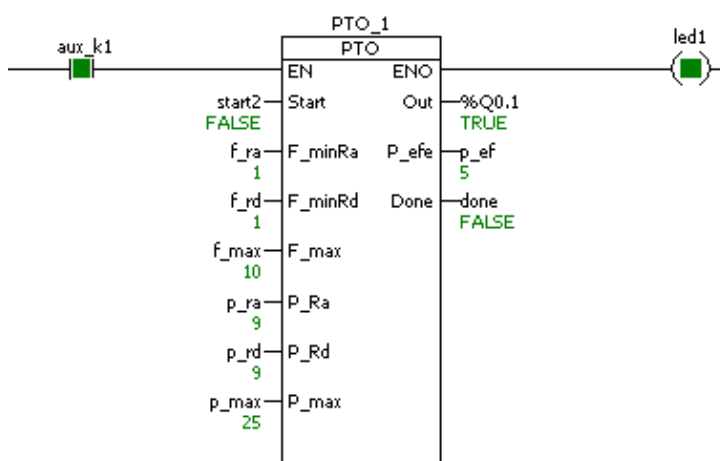 PTO_1
aux_k1 PTO led1
EN ENO
start2 Start Out %Q0.1
FALSE TRUE
f_ra F_minRa P_efe p_ef
1 5
f_rd F_minRd Done done
1 FALSE
f_max F_max
10
p_ra P_Ra
9
p_rd P_Rd
9
p_max P_max
25